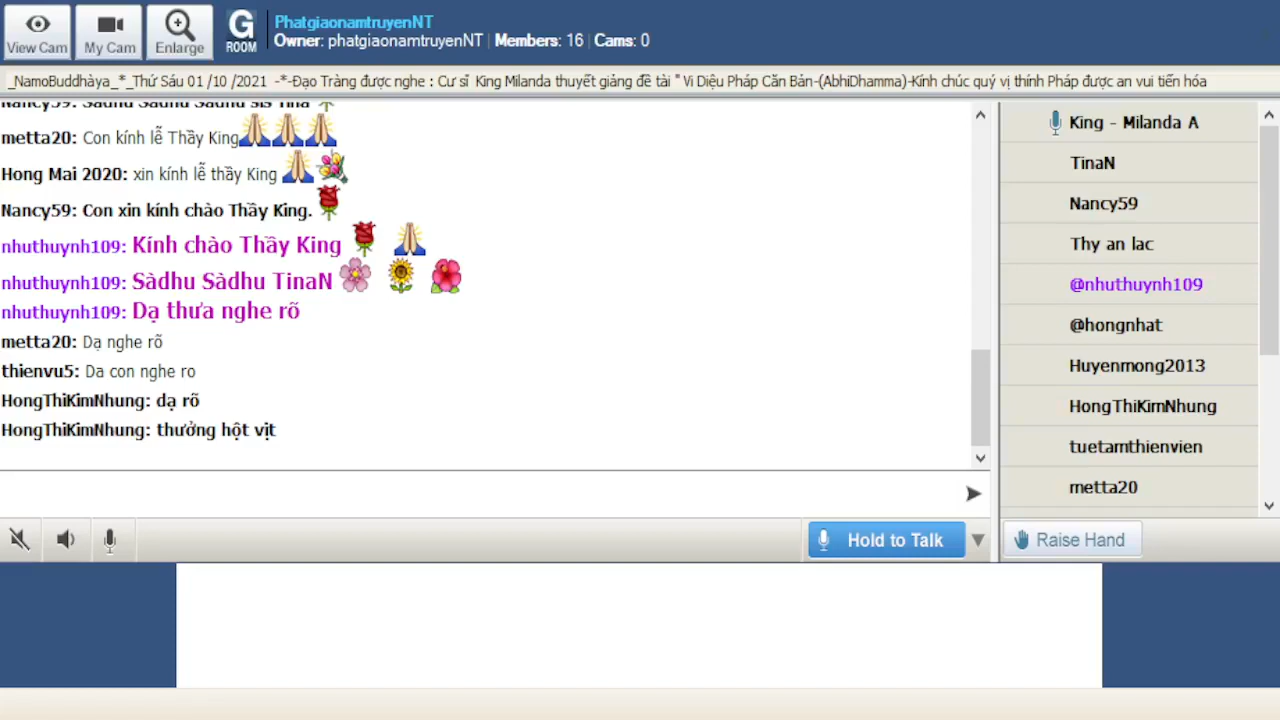 View Cam
My Cam
Enlarge
G
ROOM
PhatgiaonamtruyenNT
Owner: phatgiaonamtruyenNT | Members: 16 | Cams: 0
_NamoBuddhàya_*_Thứ Sáu 01 /10 /2021 -*-Đạo Tràng được nghe : Cư sĩ King Milanda thuyết giảng đề tài " Vi Diệu Pháp Căn Bản-(AbhiDhamma)-Kính chúc quý vị thính Pháp được an vui tiến hóa
Nancy59: Sadhu Sadhu Sadhu sis Tina
metta20: Con kính lễ Thầy King
Hong Mai 2020: xin kính lễ thầy King
Nancy59: Con xin kính chào Thầy King.
nhuthuynh109: Kính chào Thầy King
nhuthuynh109: Sàdhu Sàdhu TinaN
nhuthuynh109: Dạ thưa nghe rõ
metta20: Dạ nghe rõ
thienvu5: Da con nghe ro
HongThiKimNhung: dạ rõ
HongThiKimNhung: thưởng hột vịt
King - Milanda A
TinaN
Nancy59
Thy an lac
@nhuthuynh109
@hongnhat
Huyenmong2013
HongThiKimNhung
tuetamthienvien
metta20
Hold to Talk
Raise Hand